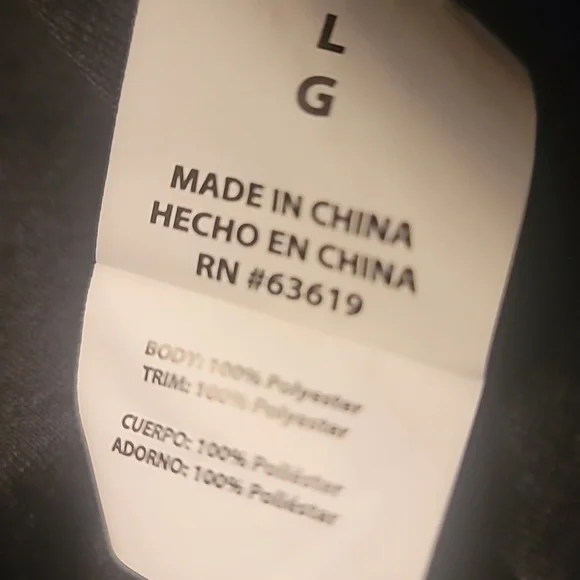 L
G
MADE IN CHINA
HECHO EN CHINA
RN #63619
BODY: 100% Polyester
TRIM: 100% Polyester
CUERPO: 100% Poliéster
ADORNO: 100% Poliéster